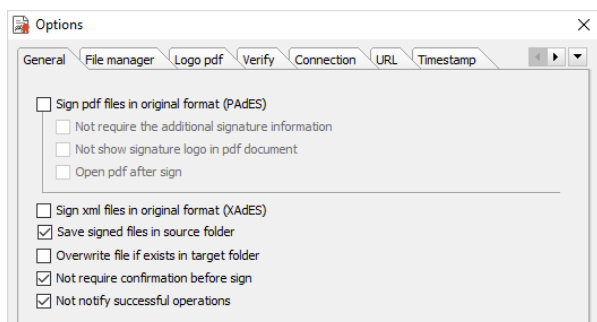 Options
General File manager Logo pdf Verify Connection URL Timestamp
Sign pdf files in original format (PAdES)
Not require the additional signature information
Not show signature logo in pdf document
Open pdf after sign
Sign xml files in original format (XAdES)
Save signed files in source folder
Overwrite file if exists in target folder
Not require confirmation before sign
Not notify successful operations